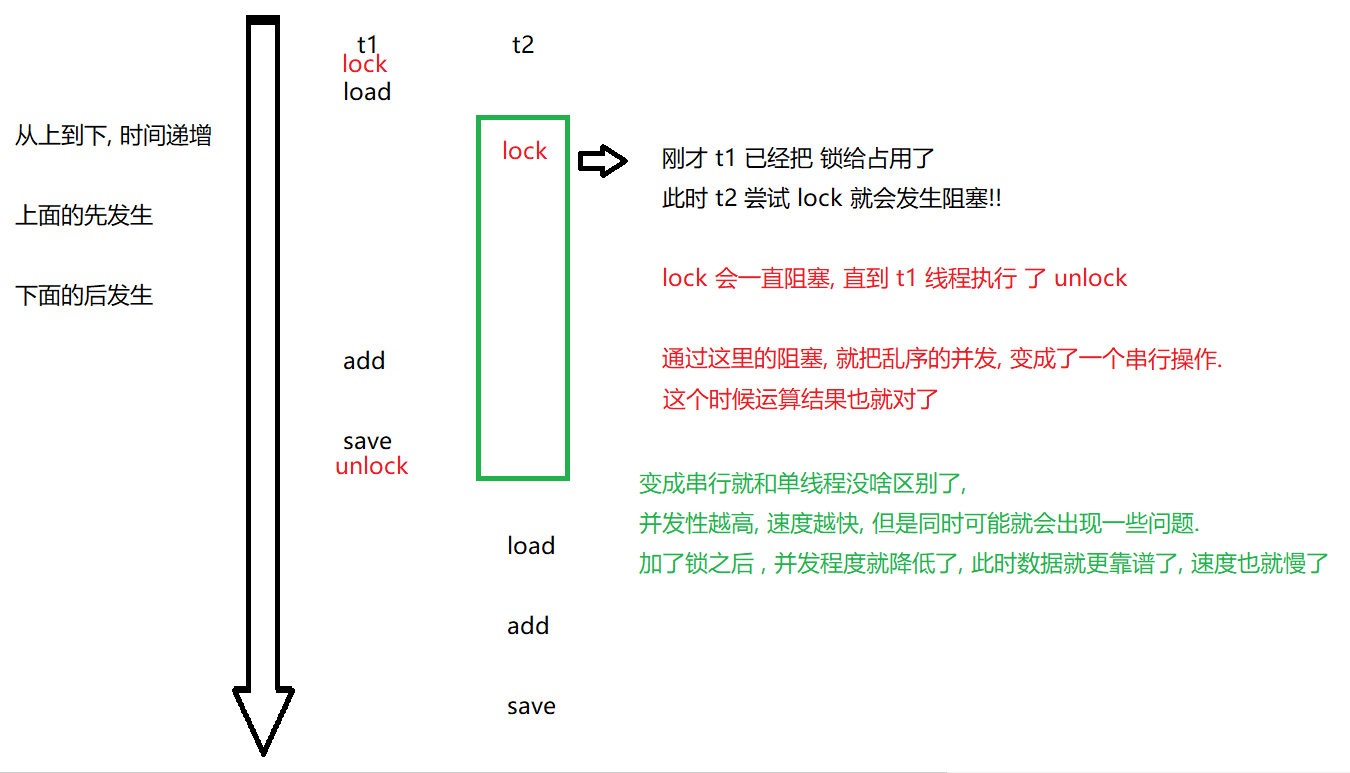 t1
t2
lock
load
从上到下, 时间递增
lock
刚才 t1 已经把 锁给占用了
此时 t2 尝试 lock 就会发生阻塞!!
上面的先发生
lock 会一直阻塞, 直到 t1 线程执行 了 unlock
下面的后发生
add
通过这里的阻塞, 就把乱序的并发, 变成了一个串行操作.
这个时候运算结果也就对了
save
unlock
变成串行就和单线程没啥区别了,
并发性越高, 速度越快, 但是同时可能就会出现一些问题.
load
加了锁之后 , 并发程度就降低了, 此时数据就更靠谱了, 速度也就慢了
add
save